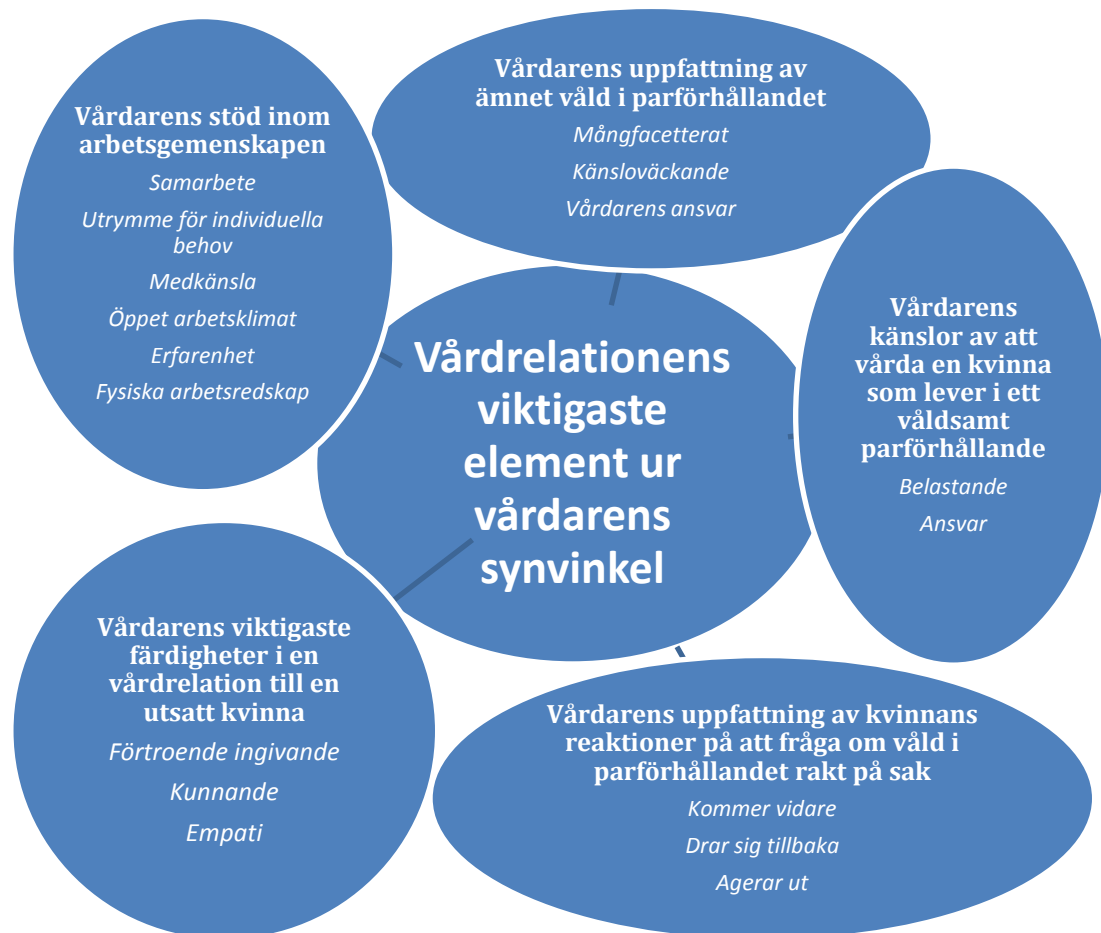 Vårdarens stöd inom
arbetsgemenskapen
Samarbete
Utrymme för individuella
behov
Medkänsla
Öppet arbetsklimat
Erfarenhet
Fysiska arbetsredskap
Vårdarens uppfattning av
ämnet våld i parförhållandet
Mångfacetterat
Känsloväckande
Vårdarens ansvar
Vårdarens
känslor av att
vårda en kvinna
som lever i ett
våldsamt
parförhållande
Belastande
Ansvar
Vårdrelationens
viktigaste
element ur
vårdarens
synvinkel
Vårdarens viktigaste
färdigheter i en
vårdrelation till en
utsatt kvinna
Förtroende ingivande
Kunnande
Empati
Vårdarens uppfattning av kvinnans
reaktioner på att fråga om våld i
parförhållandet rakt på sak
Kommer vidare
Drar sig tillbaka
Agerar ut